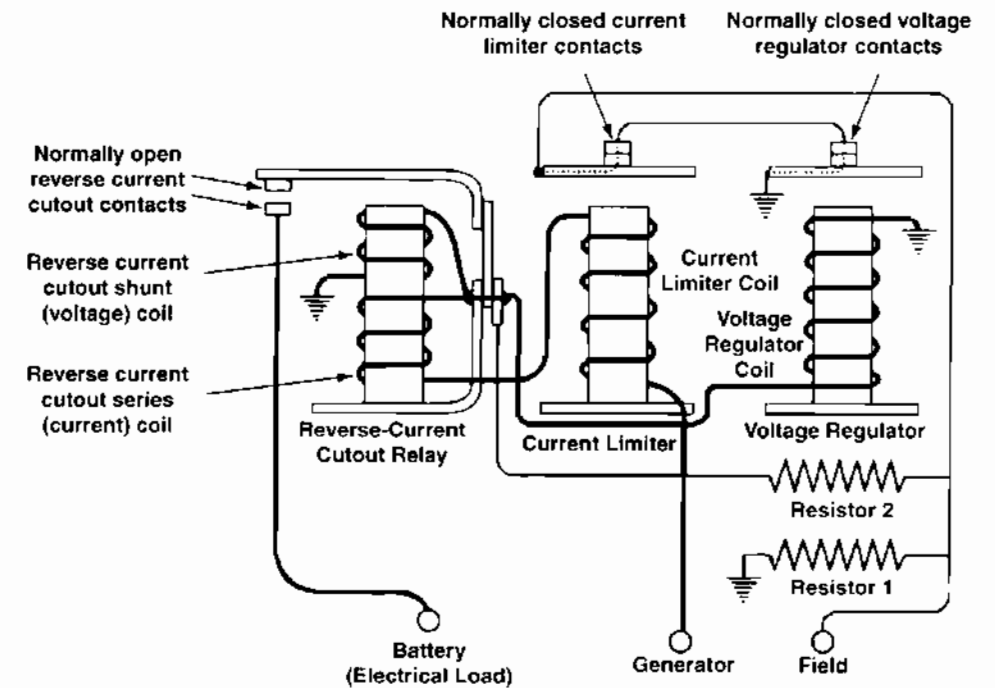 Normally closed current
limiter contacts
Normally closed voltage
regulator contacts
Normally open
reverse current
cutout contacts
Reverse current
cutout shunt
(voltage) coil
Reverse current
cutout series
(current) coil
Current
Limiter Coil
Voltage
Regulator
Coil
Reverse-Current
Cutout Relay
Current Limiter
Voltage Regulator
Resistor 2
Resistor 1
Battery
(Electrical Load)
Generator
Field